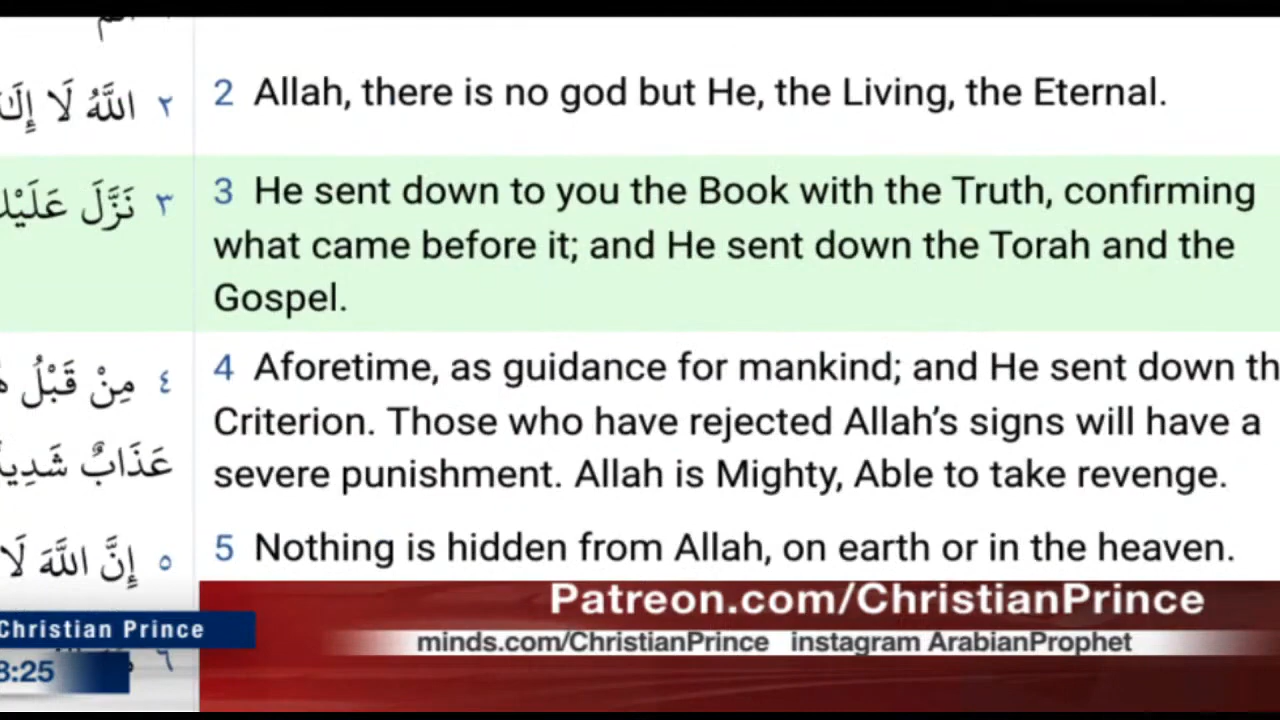 2 Allah, there is no god but He, the Living, the Eternal.
اللَّهُ لَا ٢
3 He sent down to you the Book with the Truth, confirming
what came before it; and He sent down the Torah and the
Gospel.
نَزَّلَ ٣
4 Aforetime, as guidance for mankind; and He sent down th
Criterion. Those who have rejected Allah’s signs will have a
severe punishment. Allah is Mighty, Able to take revenge.
مِنْ قَبْلُ ٤
عَذَابٌ
5 Nothing is hidden from Allah, on earth or in the heaven.
إِنَّ اللَّهَ لَا ٥
٦
Patreon.com/ChristianPrince
minds.com/ChristianPrince instagram ArabianProphet
Christian Prince
8:25